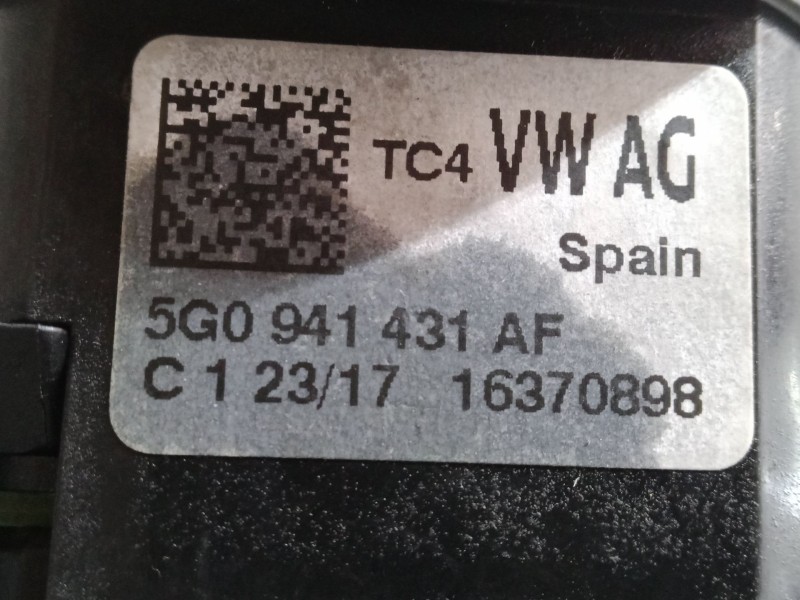 TC4 VW AG
Spain
5G0 941 431 AF
C 1 23/17 16370898